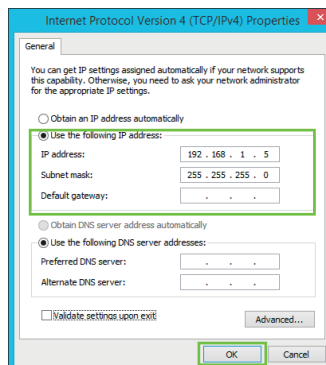 Internet Protocol Version 4 (TCP/IPv4) Properties
General
You can get IP settings assigned automatically if your network supports
this capability. Otherwise, you need to ask your network administrator
for the appropriate IP settings.
Obtain an IP address automatically
Use the following IP address:
IP address: 192 . 168 . 1 . 5
Subnet mask: 255 . 255 . 255 . 0
Default gateway: . . .
Obtain DNS server address automatically
Use the following DNS server addresses:
Preferred DNS server: . . .
Alternate DNS server: . . .
Validate settings upon exit
Advanced...
OK Cancel